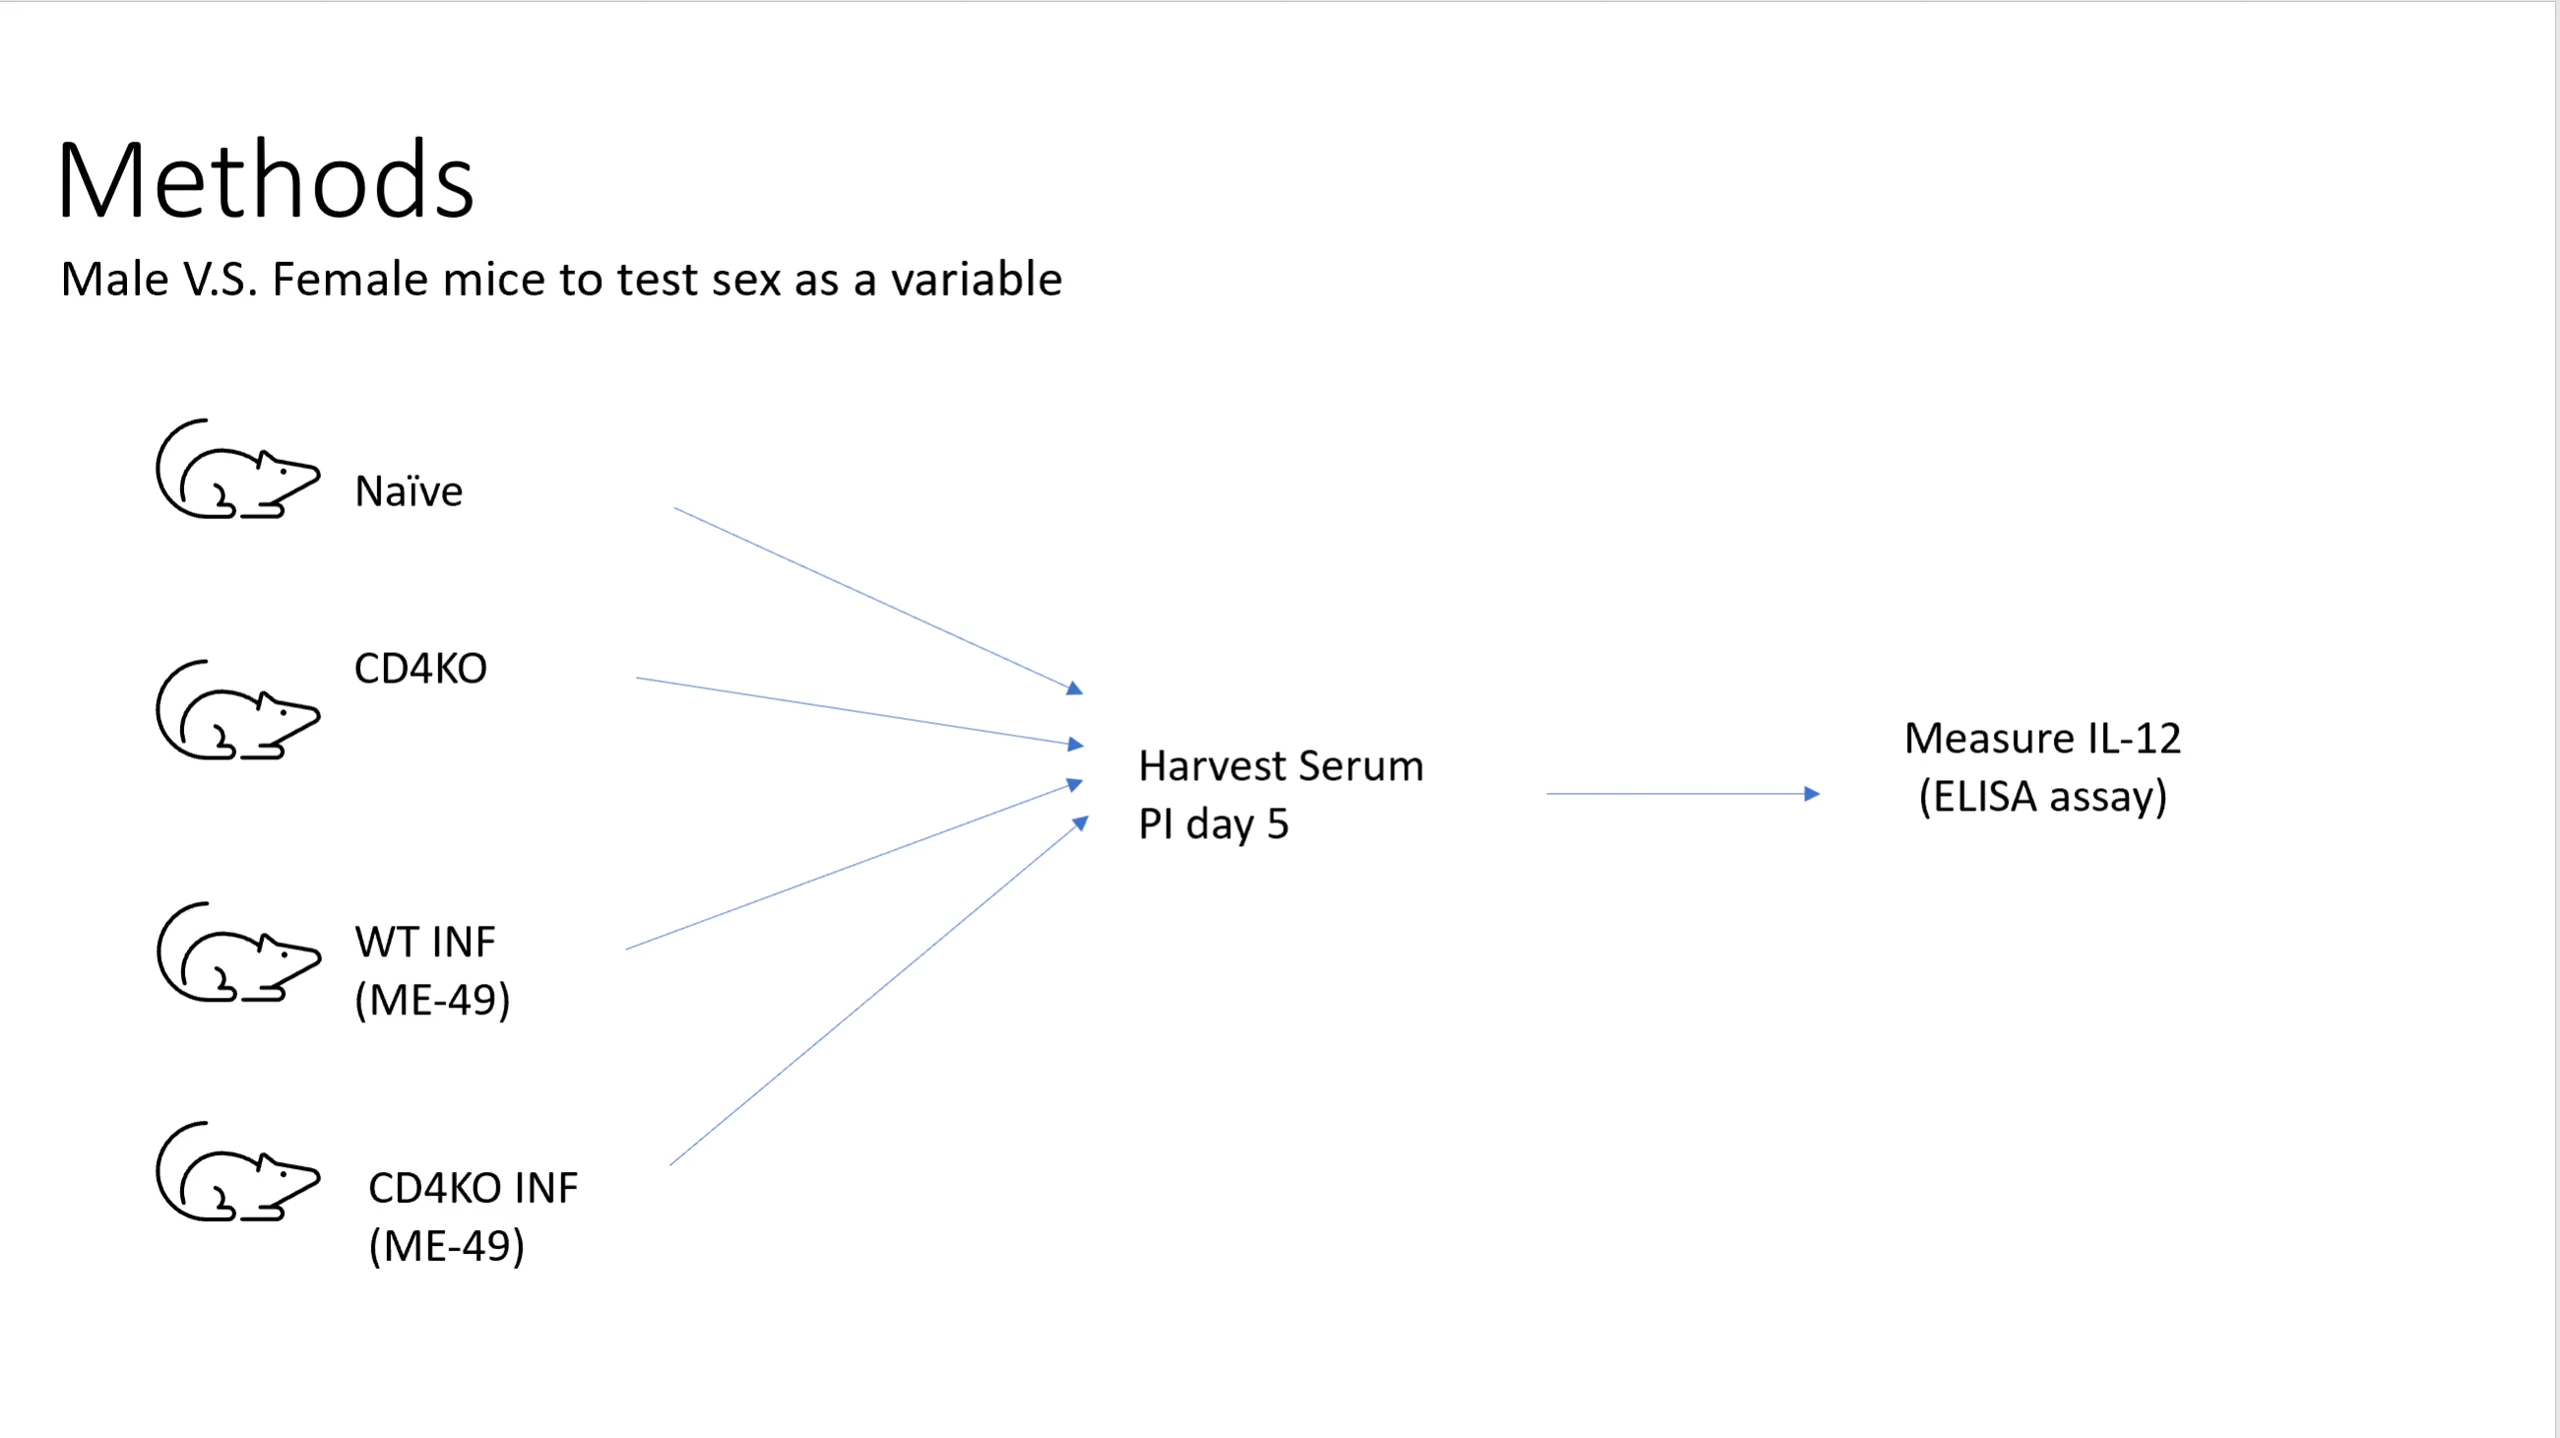 Methods
Male V.S. Female mice to test sex as a variable
Naïve
CD4KO
WT INF
(ME-49)
CD4KO INF
(ME-49)
Harvest Serum
PI day 5
Measure IL-12
(ELISA assay)